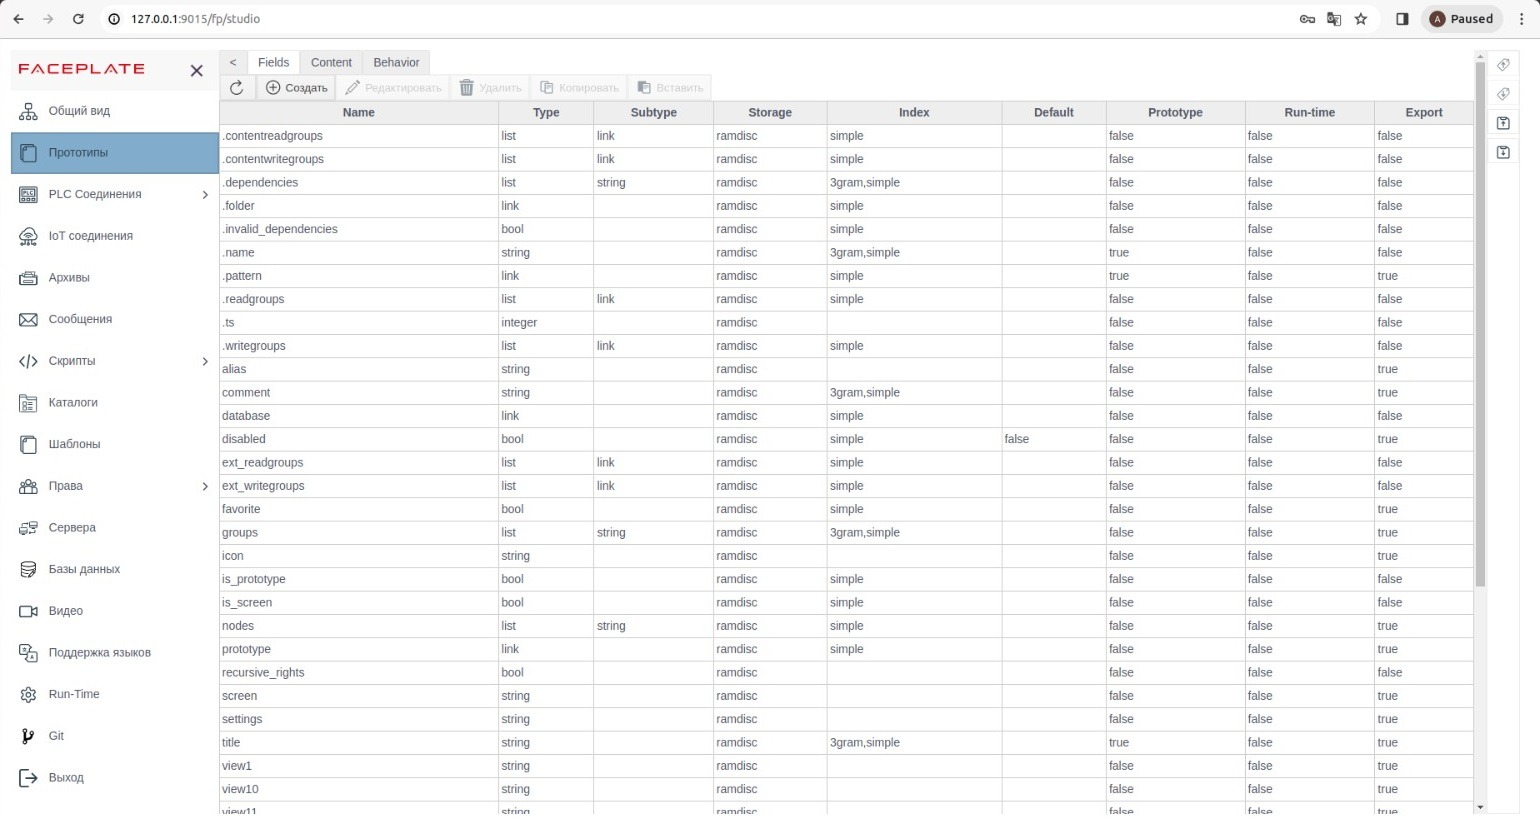 127.0.0.1:9015/fp/studio
A Paused
FACEPLATE
Общий вид
Прототипы
PLC Соединения
IoT соединения
Архивы
Сообщения
Скрипты
Каталоги
Шаблоны
Права
Сервера
Базы данных
Видео
Поддержка языков
Run-Time
Git
Выход
< Fields Content Behavior
Создать Редактировать Удалить Копировать Вставить
Name Type Subtype Storage Index Default Prototype Run-time Export
.contentreadgroups list link ramdisc simple false false false
.contentwritegroups list link ramdisc simple false false false
.dependencies list string ramdisc 3gram,simple false false false
.folder link ramdisc simple false false false
.invalid_dependencies bool ramdisc simple false false false
.name string ramdisc 3gram,simple true false false
.pattern link ramdisc simple true false true
.readgroups list link ramdisc simple false false false
.ts integer ramdisc false false false
.writegroups list link ramdisc simple false false false
alias string ramdisc false false true
comment string ramdisc 3gram,simple false false true
database link ramdisc simple false false false
disabled bool ramdisc simple false false false true
ext_readgroups list link ramdisc simple false false false
ext_writegroups list link ramdisc simple false false false
favorite bool ramdisc simple false false true
groups list string ramdisc 3gram,simple false false true
icon string ramdisc false false true
is_prototype bool ramdisc simple false false false
is_screen bool ramdisc simple false false false
nodes list string ramdisc simple false false true
prototype link ramdisc simple false false true
recursive_rights bool ramdisc false false false
screen string ramdisc false false true
settings string ramdisc false false true
title string ramdisc 3gram,simple true false true
view1 string ramdisc false false true
view10 string ramdisc false false true
view11 string ramdisc false false true